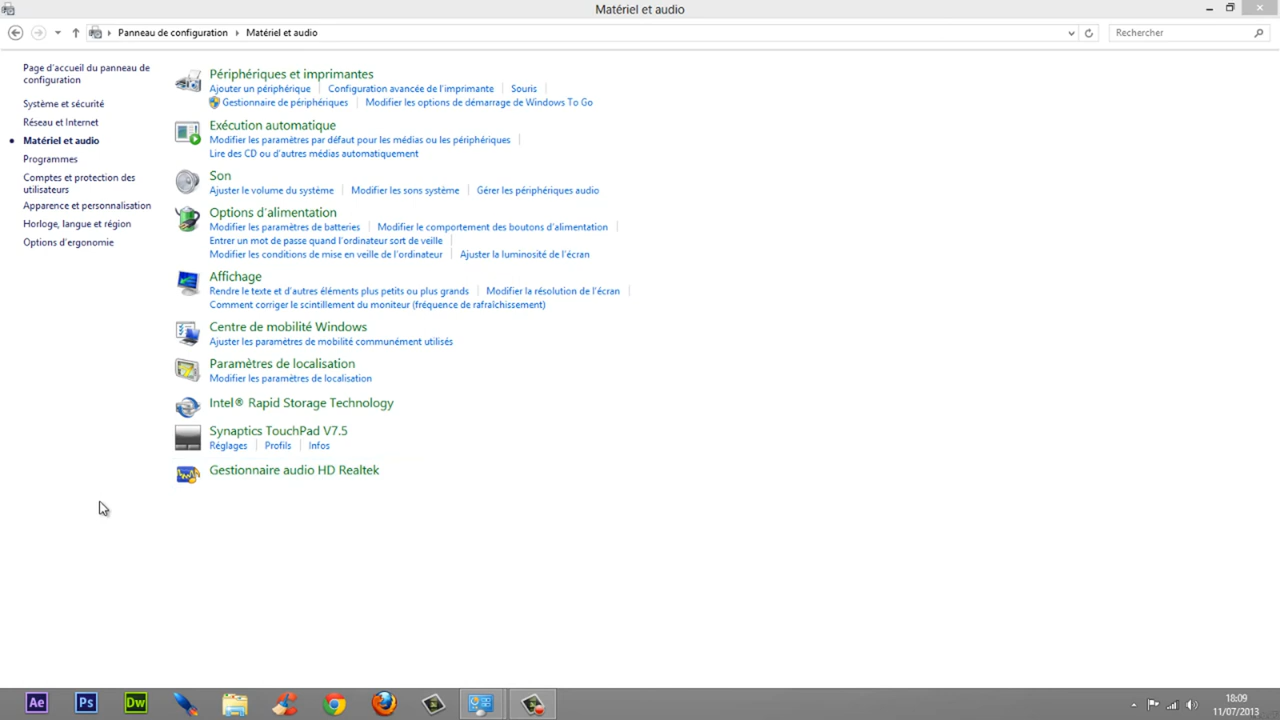 Matériel et audio
Panneau de configuration Matériel et audio
Rechercher
Page d'accueil du panneau de
configuration
Système et sécurité
Réseau et Internet
Matériel et audio
Programmes
Comptes et protection des
utilisateurs
Apparence et personnalisation
Horloge, langue et région
Options d'ergonomie
Périphériques et imprimantes
Ajouter un périphérique Configuration avancée de l'imprimante Souris
Gestionnaire de périphériques Modifier les options de démarrage de Windows To Go
Exécution automatique
Modifier les paramètres par défaut pour les médias ou les périphériques
Lire des CD ou d'autres médias automatiquement
Son
Ajuster le volume du système Modifier les sons système Gérer les périphériques audio
Options d'alimentation
Modifier les paramètres de batteries Modifier le comportement des boutons d'alimentation
Entrer un mot de passe quand l'ordinateur sort de veille
Modifier les conditions de mise en veille de l'ordinateur Ajuster la luminosité de l'écran
Affichage
Rendre le texte et d'autres éléments plus petits ou plus grands Modifier la résolution de l'écran
Comment corriger le scintillement du moniteur (fréquence de rafraîchissement)
Centre de mobilité Windows
Ajuster les paramètres de mobilité communément utilisés
Paramètres de localisation
Modifier les paramètres de localisation
Intel® Rapid Storage Technology
Synaptics TouchPad V7.5
Réglages Profils Infos
Gestionnaire audio HD Realtek
Ae Ps Dw
18:09
11/07/2013